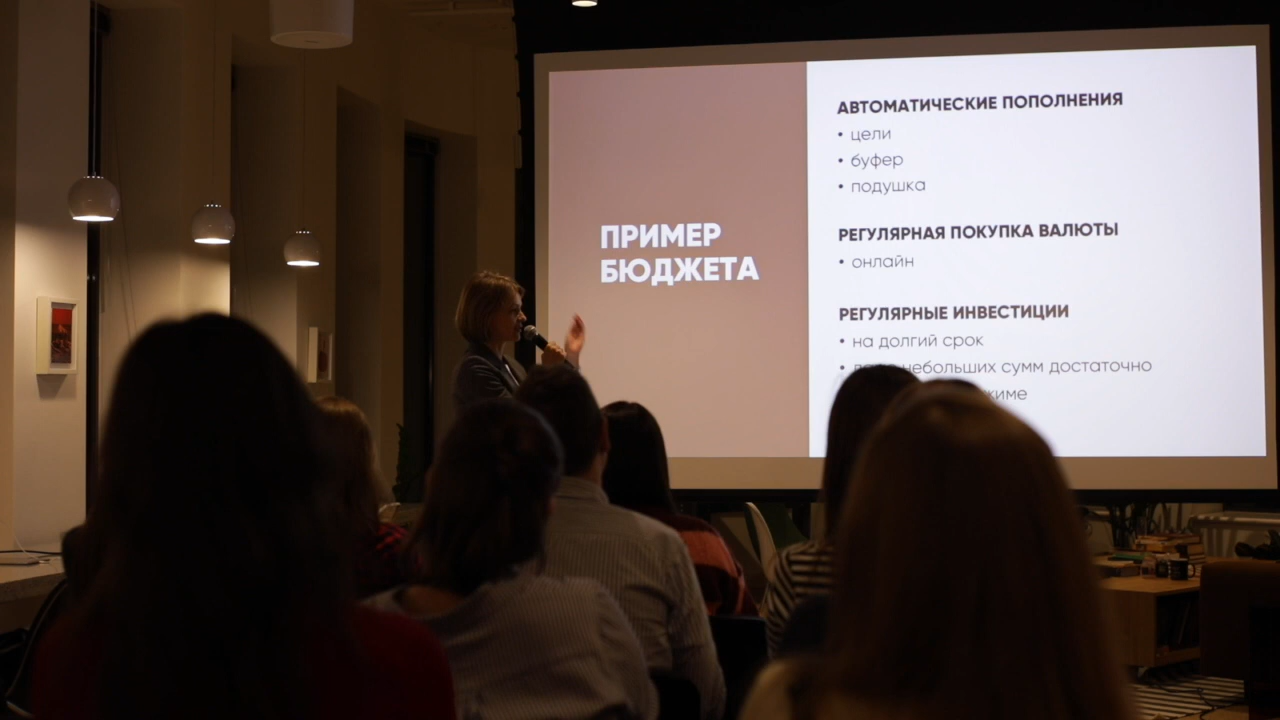 ПРИМЕР
БЮДЖЕТА
АВТОМАТИЧЕСКИЕ ПОПОЛНЕНИЯ
• цели
• буфер
• подушка
РЕГУЛЯРНАЯ ПОКУПКА ВАЛЮТЫ
• онлайн
РЕГУЛЯРНЫЕ ИНВЕСТИЦИИ
• на долгий срок
• небольших сумм достаточно